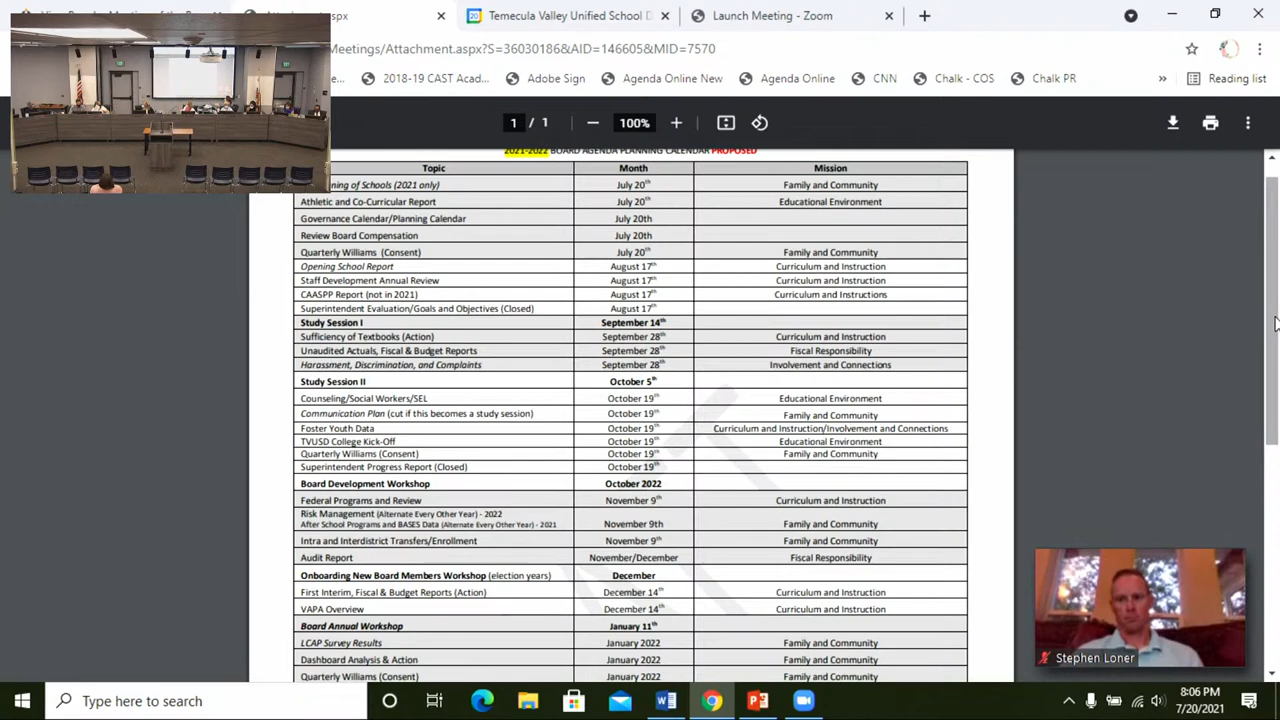 ispx
Temecula Valley Unified School D
Launch Meeting - Zoom
Meetings/Attachment.aspx?S=36030186&AID=146605&MID=7570
e...
2018-19 CAST Acad...
Adobe Sign
Agenda Online New
Agenda Online
CNN
Chalk - COS
Chalk PR
»
Reading list
1 / 1
100%
2021-2022 BOARD AGENDA PLANNING CALENDAR PROPOSED
Topic Month Mission
ning of Schools (2021 only) July 20th Family and Community
Athletic and Co-Curricular Report July 20th Educational Environment
Governance Calendar/Planning Calendar July 20th
Review Board Compensation July 20th
Quarterly Williams (Consent) July 20th Family and Community
Opening School Report August 17th Curriculum and Instruction
Staff Development Annual Review August 17th Curriculum and Instruction
CAASPP Report (not in 2021) August 17th Curriculum and Instructions
Superintendent Evaluation/Goals and Objectives (Closed) August 17th
Study Session I September 14th
Sufficiency of Textbooks (Action) September 28th Curriculum and Instruction
Unaudited Actuals, Fiscal & Budget Reports September 28th Fiscal Responsibility
Harassment, Discrimination, and Complaints September 28th Involvement and Connections
Study Session II October 5th
Counseling/Social Workers/SEL October 19th Educational Environment
Communication Plan (cut if this becomes a study session) October 19th Family and Community
Foster Youth Data October 19th Curriculum and Instruction/Involvement and Connections
TVUSD College Kick-Off October 19th Educational Environment
Quarterly Williams (Consent) October 19th Family and Community
Superintendent Progress Report (Closed) October 19th
Board Development Workshop October 2022
Federal Programs and Review November 9th Curriculum and Instruction
Risk Management (Alternate Every Other Year) - 2022
After School Programs and BASES Data (Alternate Every Other Year) - 2021 November 9th Family and Community
Intra and Interdistrict Transfers/Enrollment November 9th Family and Community
Audit Report November/December Fiscal Responsibility
Onboarding New Board Members Workshop (election years) December
First Interim, Fiscal & Budget Reports (Action) December 14th Curriculum and Instruction
VAPA Overview December 14th Curriculum and Instruction
Board Annual Workshop January 11th
LCAP Survey Results January 2022 Family and Community
Dashboard Analysis & Action January 2022 Family and Community
Quarterly Williams (Consent) January 2022 Family and Community
Stephen Loner
Type here to search
8:06 PM
7/20/2021